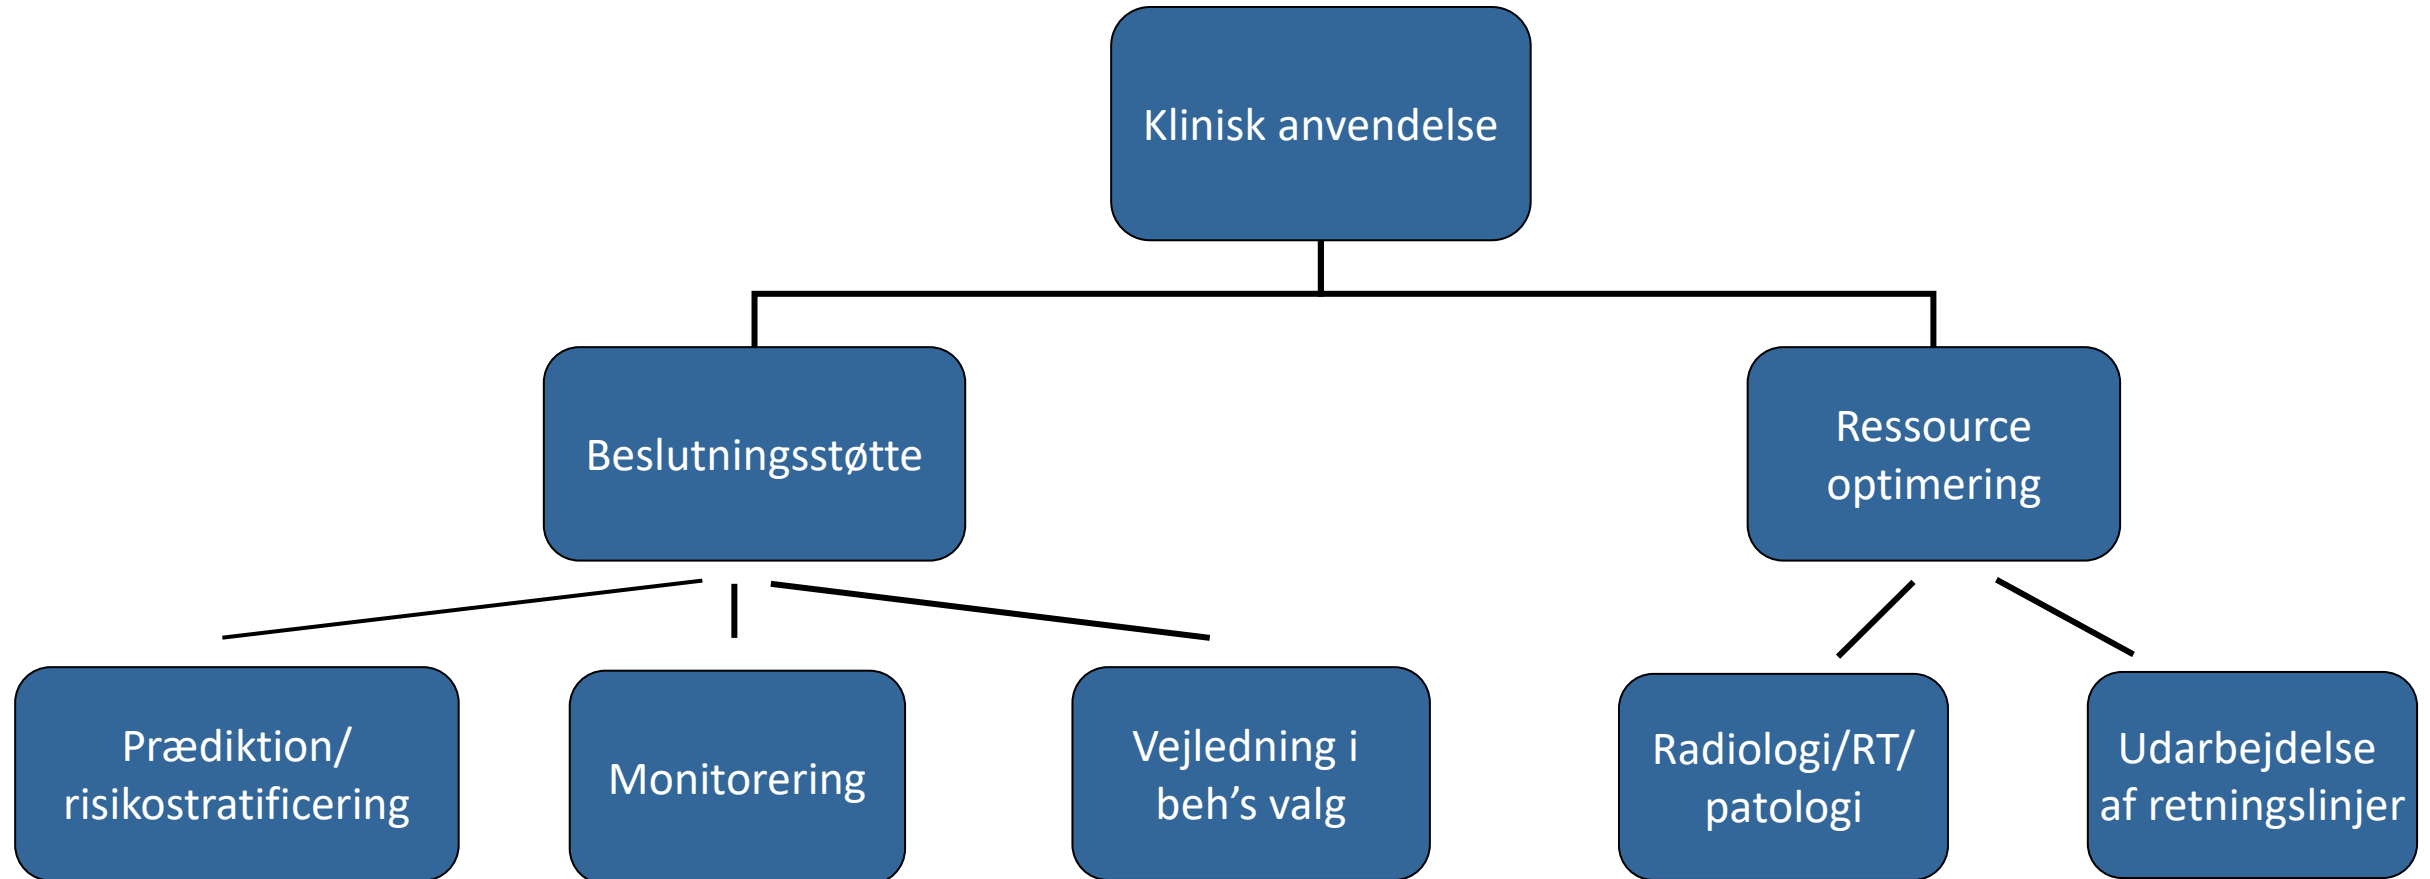 Klinisk anvendelse
Beslutningsstøtte
Ressource
optimering
Prædiktion/
risikostratificering
Monitorering
Vejledning i
beh’s valg
Radiologi/RT/
patologi
Udarbejdelse
af retningslinjer